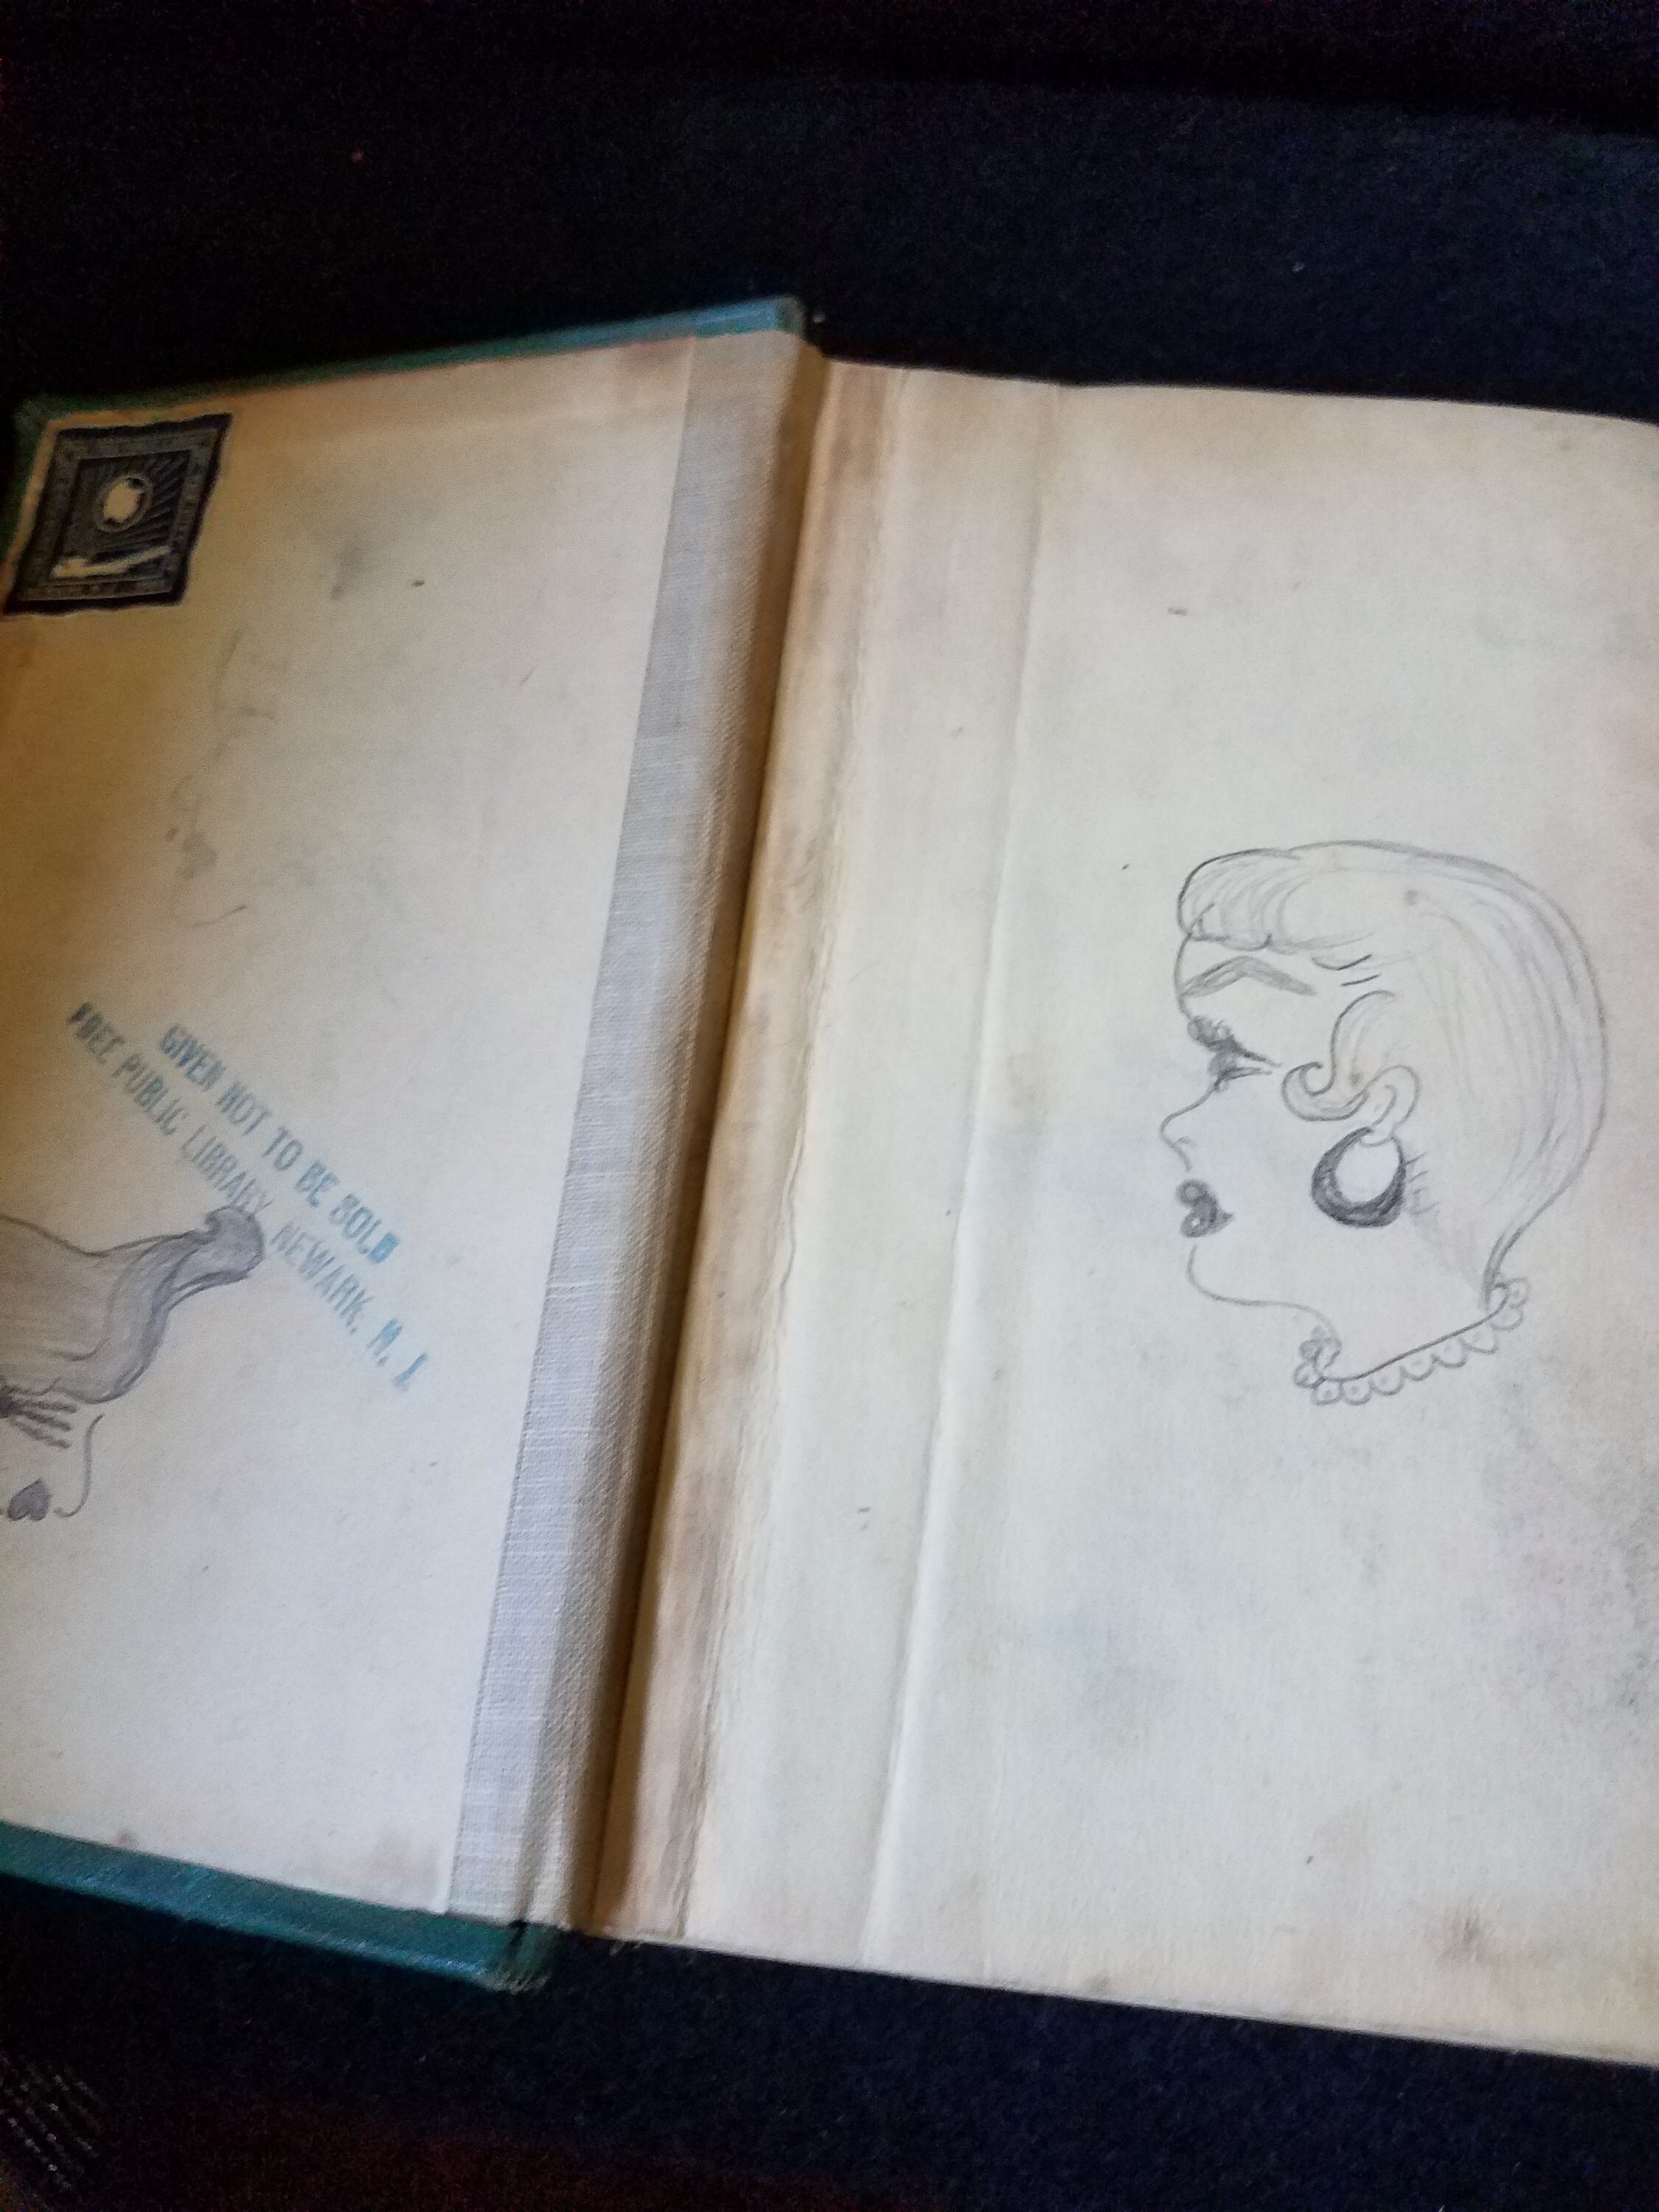 GIVEN NOT TO BE SOLD
FREE PUBLIC LIBRARY NEWARK, N. J.